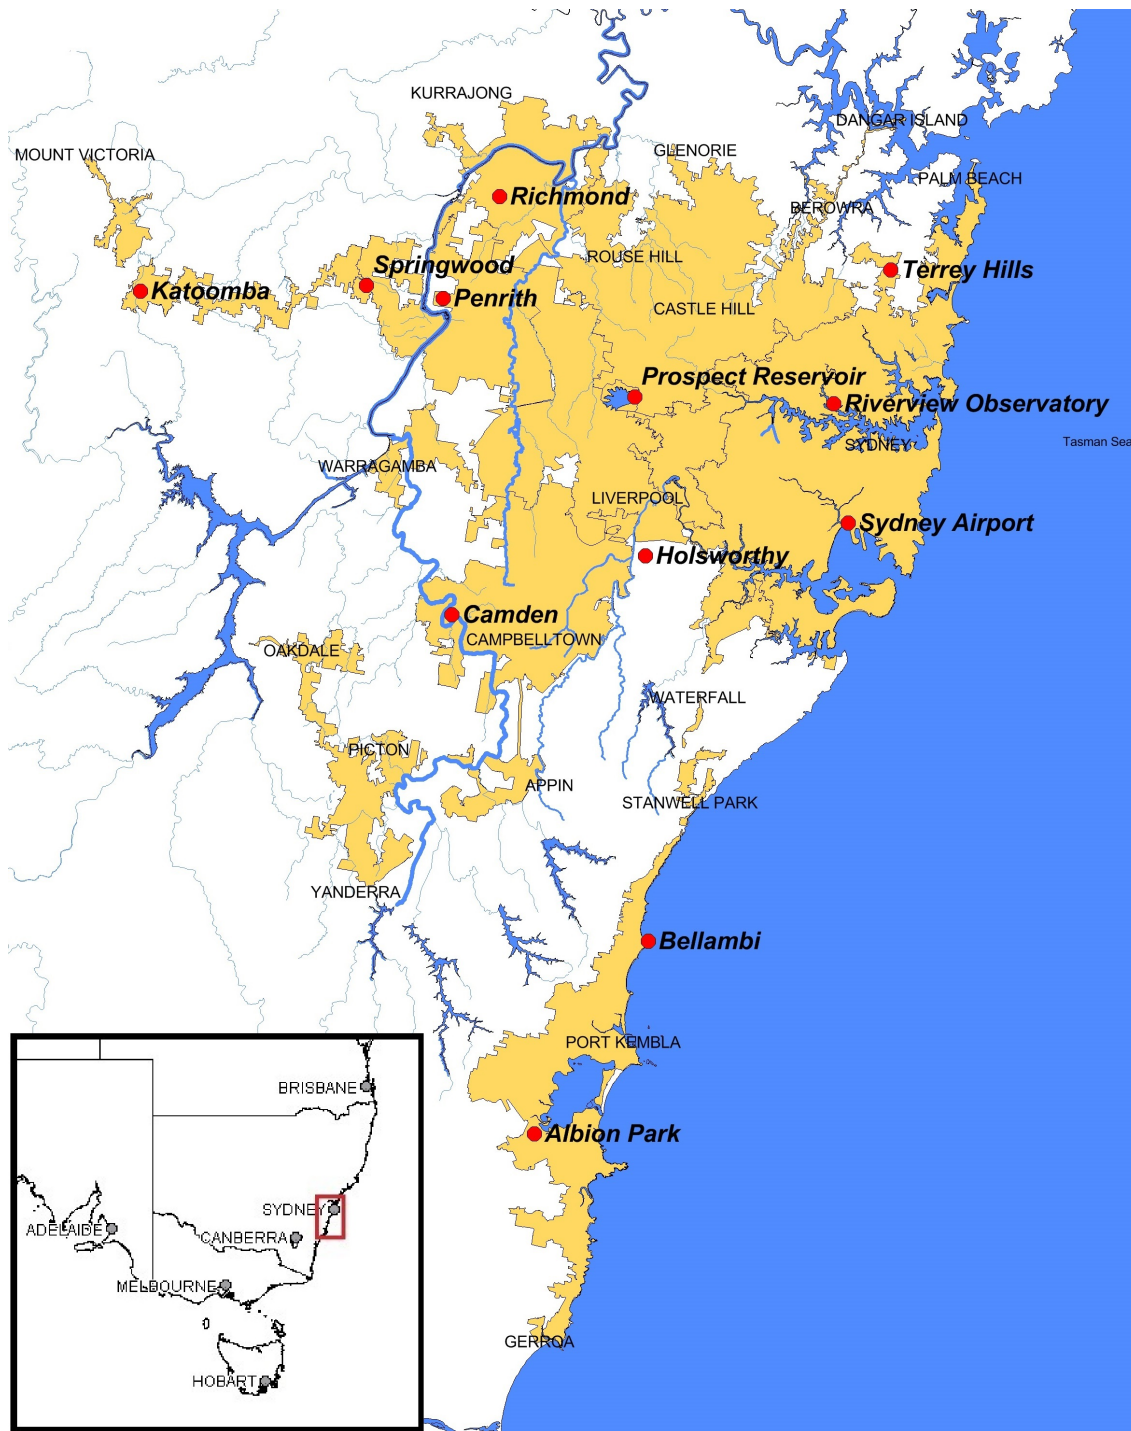 KURRAJONG
DANGAR ISLAND
MOUNT VICTORIA
GLENORIE
PALM BEACH
Richmond
BEROWRA
ROUSE HILL
Springwood
Terrey Hills
Katoomba
Penrith
CASTLE HILL
Prospect Reservoir
Riverview Observatory
SYDNEY
Tasman Sea
WARRAGAMBA
LIVERPOOL
Sydney Airport
Holsworthy
Camden
CAMPBELLTOWN
OAKDALE
WATERFALL
PICTON
APPIN
STANWELL PARK
YANDERRA
Bellambi
PORT KEMBLA
Albion Park
GERROA
BRISBANE
SYDNEY
ADELAIDE
CANBERRA
MELBOURNE
HOBART